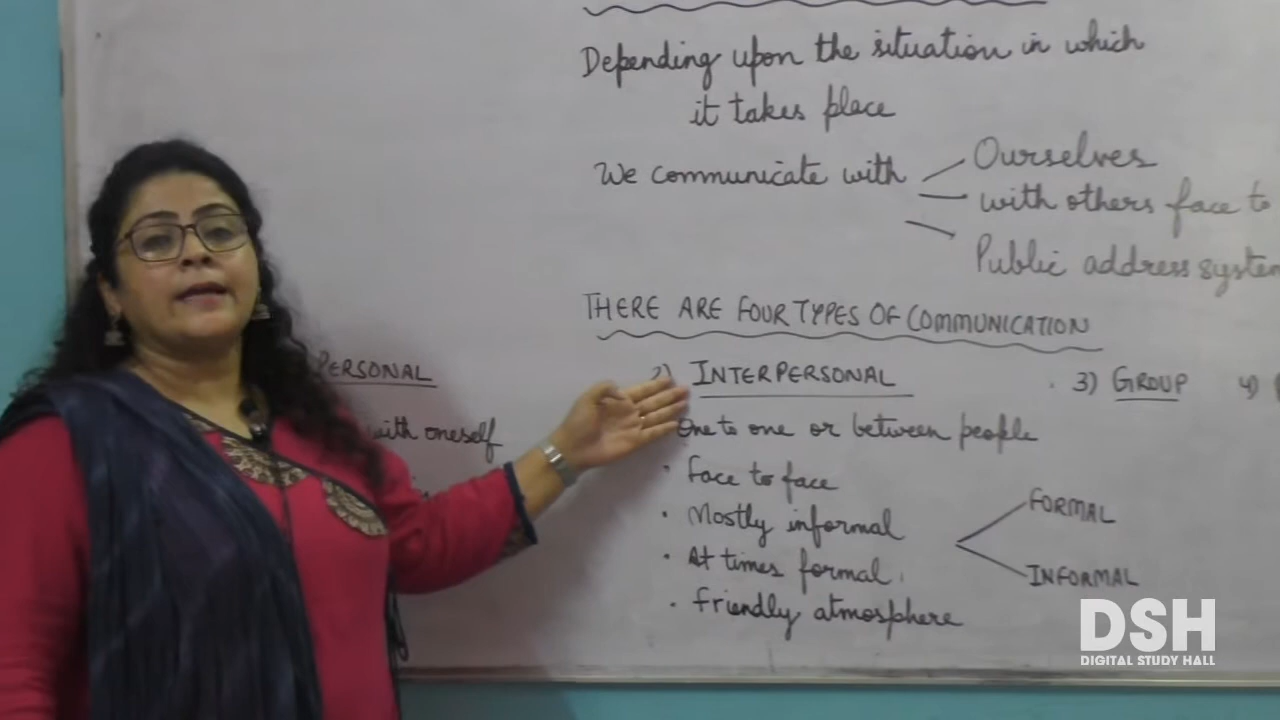 Depending upon the situation in which
it takes place
We communicate with
Ourselves
with others face to
Public address system
THERE ARE FOUR TYPES OF COMMUNICATION
PERSONAL
2) INTERPERSONAL
3) GROUP
4)
with oneself
One to one or between people
• Face to face
• Mostly informal
• At times formal
• Friendly atmosphere
FORMAL
INFORMAL
DSH
DIGITAL STUDY HALL